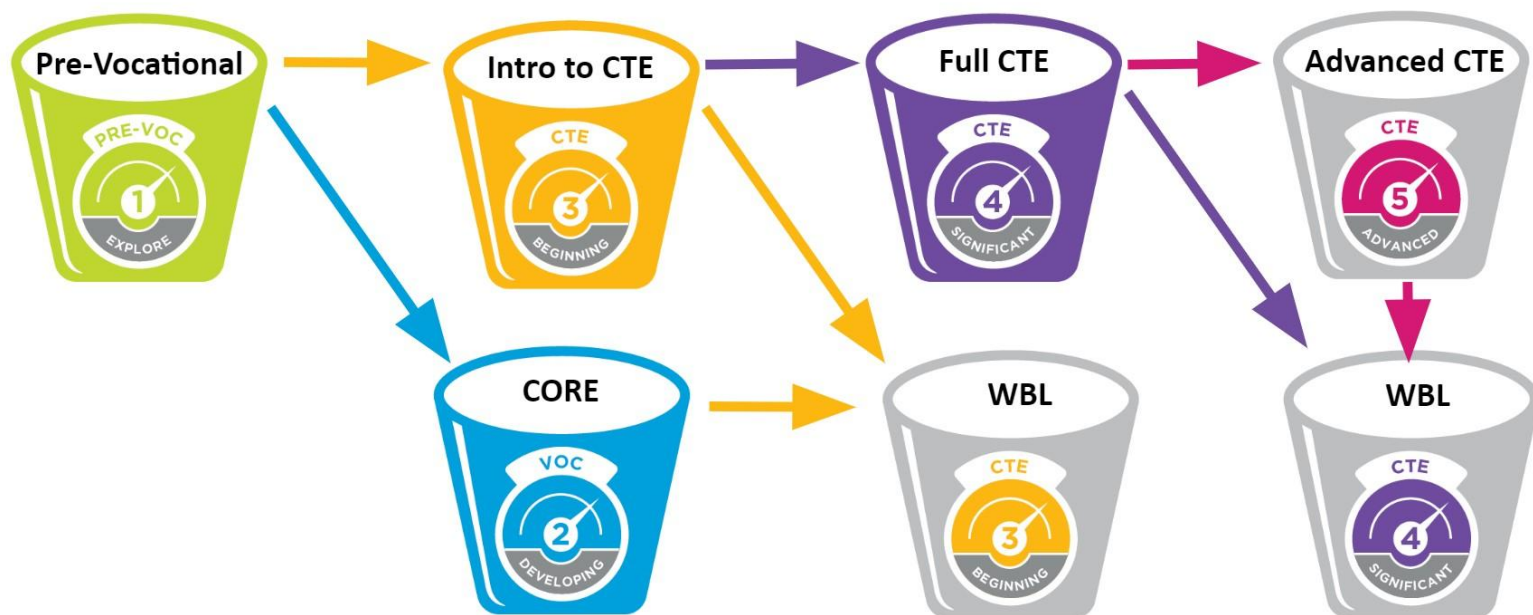 Pre-Vocational
PRE-VOC
1
EXPLORE
Intro to CTE
CTE
3
BEGINNING
Full CTE
CTE
4
SIGNIFICANT
Advanced CTE
CTE
5
ADVANCED
CORE
VOC
2
DEVELOPING
WBL
CTE
3
BEGINNING
WBL
CTE
4
SIGNIFICANT